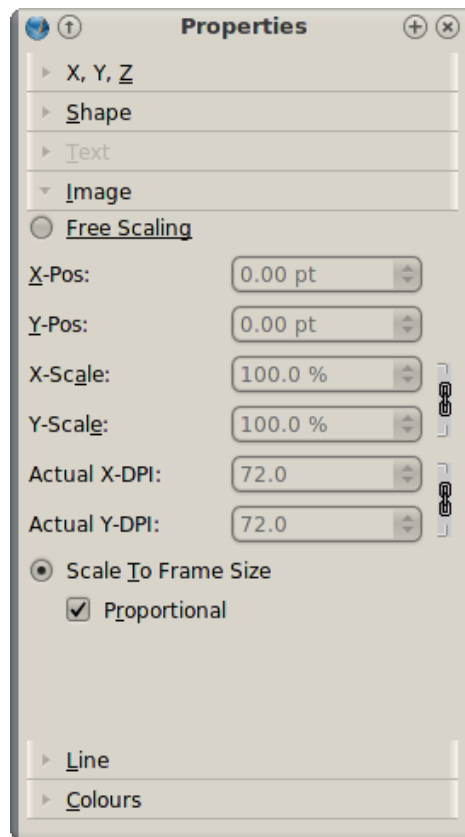 Properties
X, Y, Z
Shape
Text
Image
Free Scaling
X-Pos: 0.00 pt
Y-Pos: 0.00 pt
X-Scale: 100.0 %
Y-Scale: 100.0 %
Actual X-DPI: 72.0
Actual Y-DPI: 72.0
Scale To Frame Size
Proportional
Line
Colours